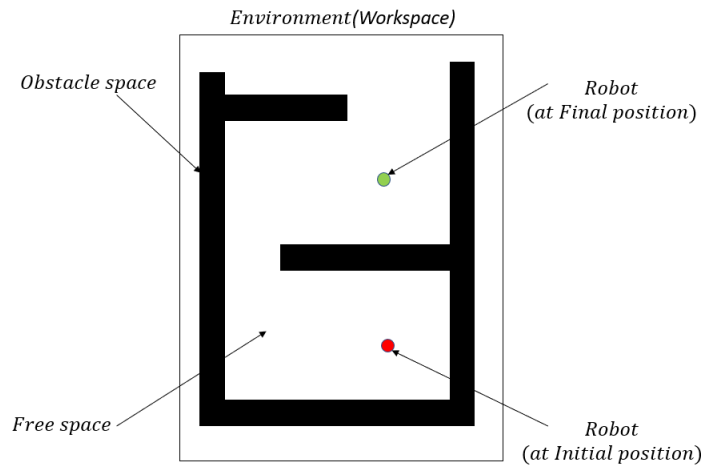 Environment(Workspace)
Obstacle space
Robot
(at Final position)
Free space
Robot
(at Initial position)